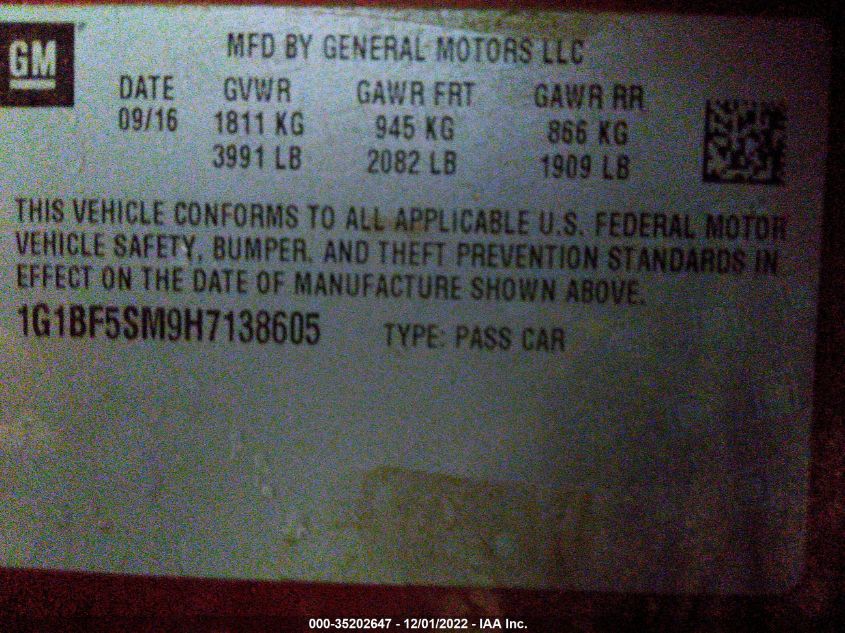 GM
MFD BY GENERAL MOTORS LLC
DATE GVWR GAWR FRT GAWR RR
09/16 1811 KG 945 KG 866 KG
3991 LB 2082 LB 1909 LB
THIS VEHICLE CONFORMS TO ALL APPLICABLE U.S. FEDERAL MOTOR
VEHICLE SAFETY, BUMPER, AND THEFT PREVENTION STANDARDS IN
EFFECT ON THE DATE OF MANUFACTURE SHOWN ABOVE.
1G1BF5SM9H7138605 TYPE: PASS CAR
000-35202647 - 12/01/2022 - IAA Inc.